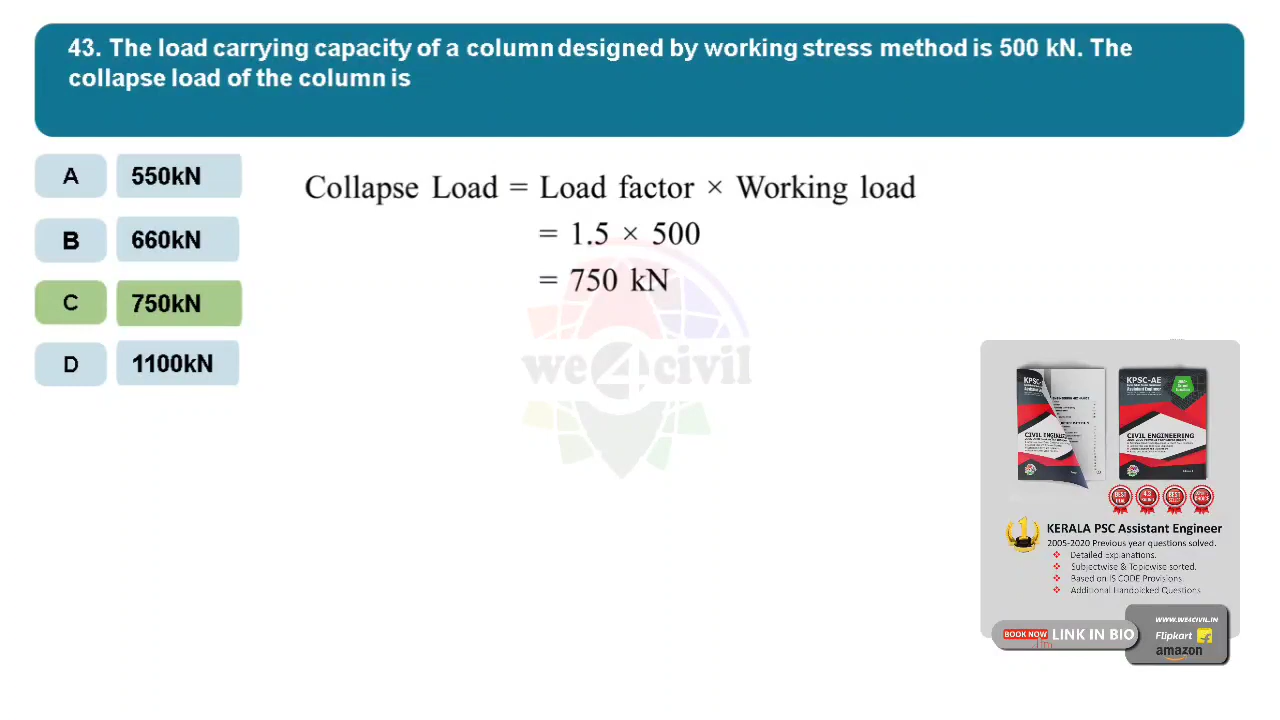 43. The load carrying capacity of a column designed by working stress method is 500 kN. The
collapse load of the column is
A 550kN
B 660kN
C 750kN
D 1100kN
Collapse Load = Load factor × Working load
= 1.5 × 500
= 750 kN
we4civil
KPSC-AE
Assistant Engineer
CIVIL ENGINEERING
KERALA PSC Assistant Engineer
2005-2020 Previous year questions solved.
❖ Detailed Explanations.
❖ Subjectwise & Topicwise sorted.
❖ Based on IS CODE Provisions.
❖ Additional Handpicked Questions
BOOK NOW LINK IN BIO
WWW.WE4CIVIL.IN
Flipkart
amazon